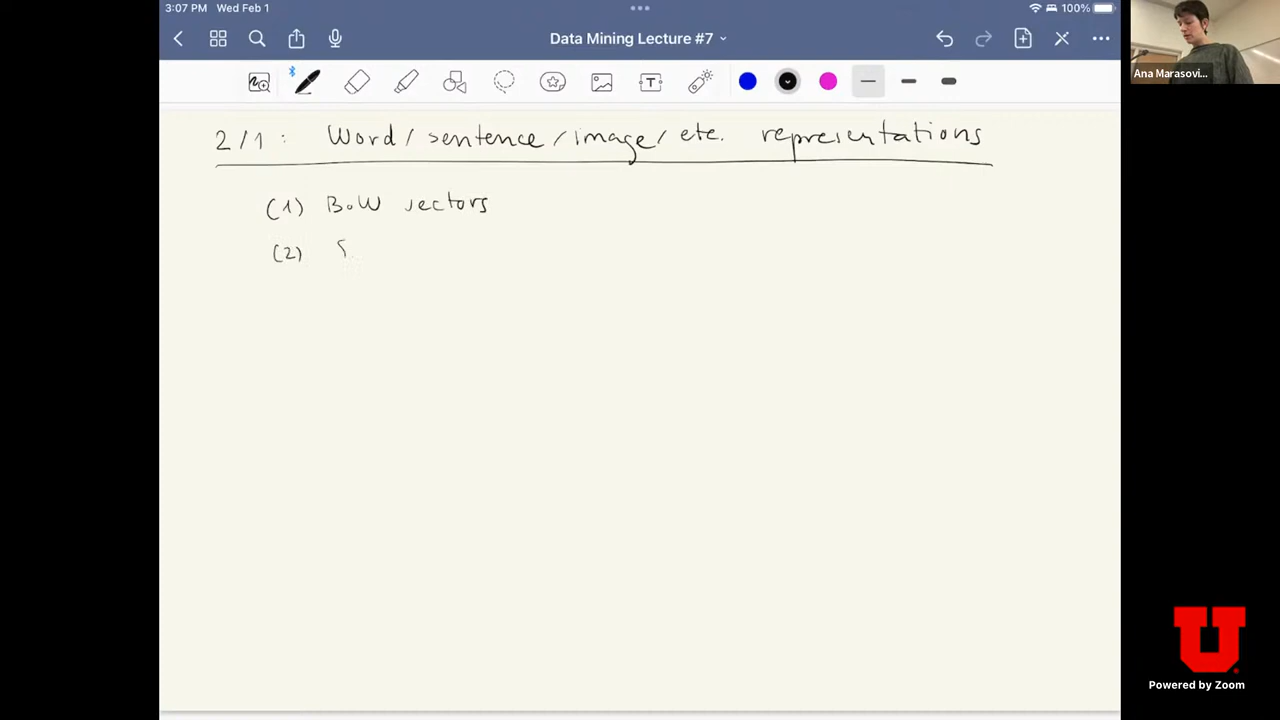 3:07 PM Wed Feb 1
100%
Data Mining Lecture #7
Ana Marasovi...
2/1: Word/sentence/image/etc. representations
(1) BoW vectors
(2) S
U
Powered by Zoom